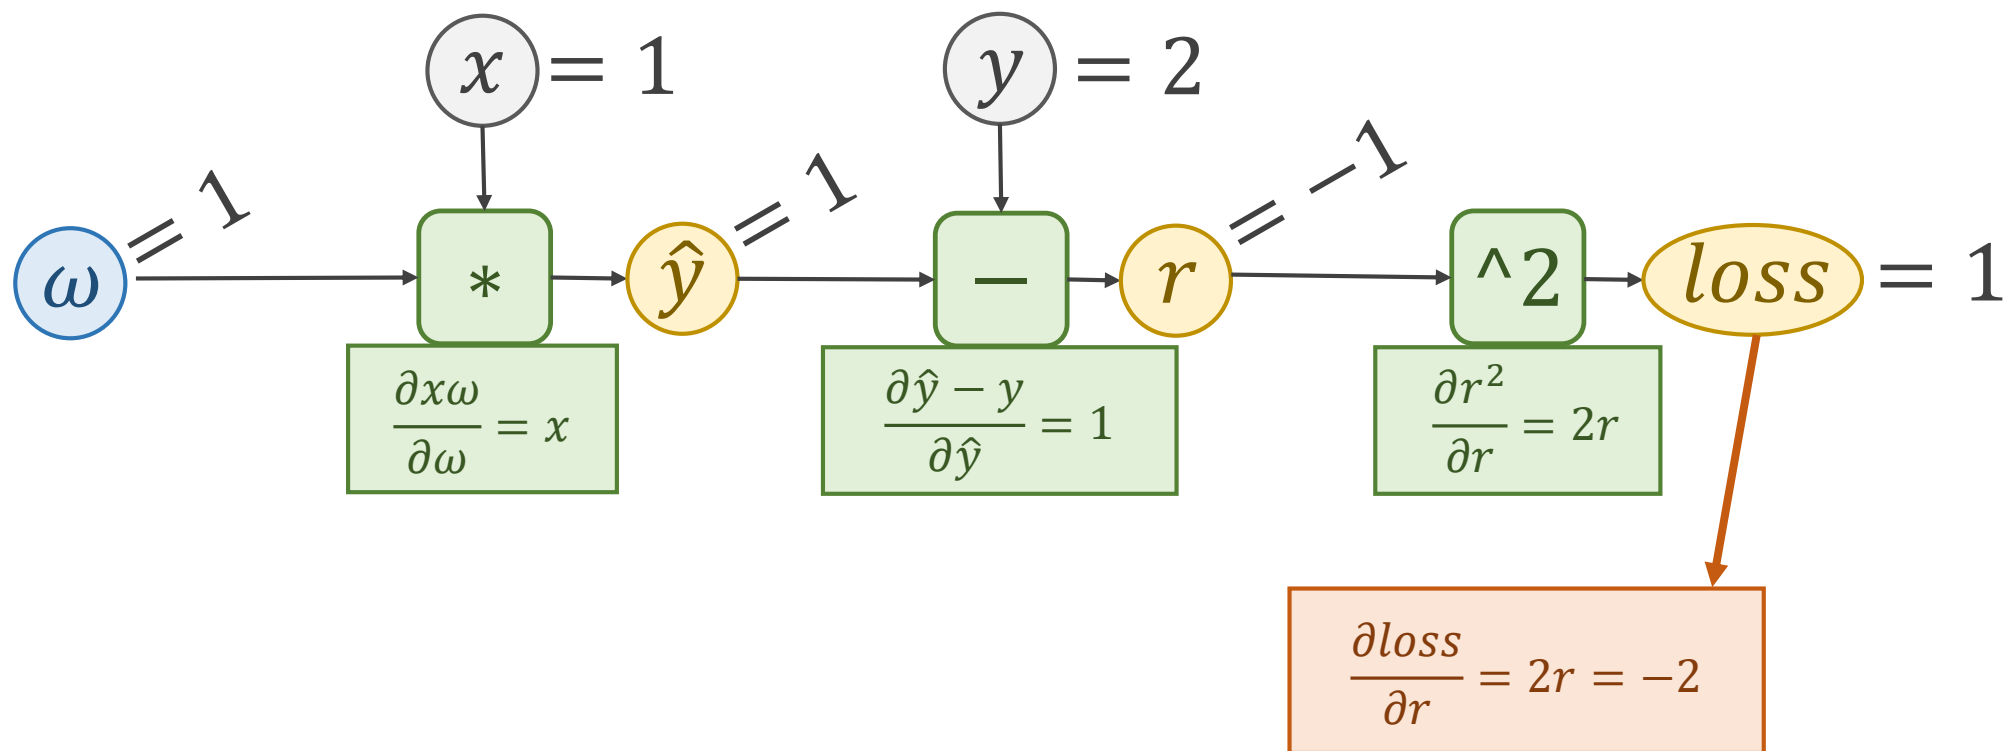 x = 1
y = 2
ω = 1
*
ŷ = 1
−
r = −1
^2
loss = 1
∂xω/∂ω = x
∂ŷ − y/∂ŷ = 1
∂r²/∂r = 2r
∂loss/∂r = 2r = −2